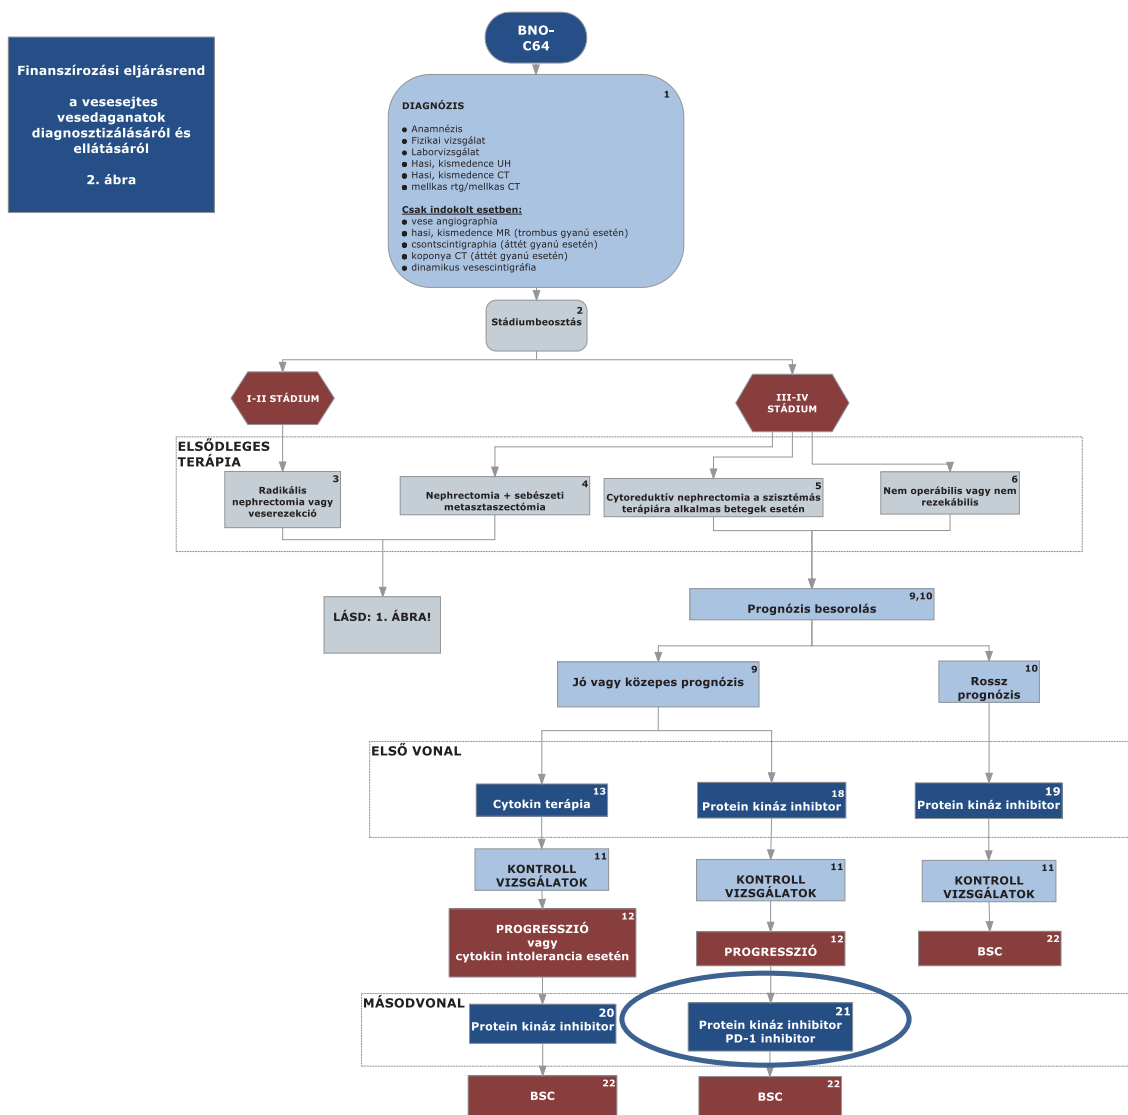 BNO-
C64
Finanszírozási eljárásrend
a vesesejtes
vesedaganatok
diagnosztizálásáról és
ellátásáról
2. ábra
1
DIAGNÓZIS
● Anamnézis
● Fizikai vizsgálat
● Laborvizsgálat
● Hasi, kismedence UH
● Hasi, kismedence CT
● mellkas rtg/mellkas CT
Csak indokolt esetben:
● vese angiographia
● hasi, kismedence MR (trombus gyanú esetén)
● csontscintigraphia (áttét gyanú esetén)
● koponya CT (áttét gyanú esetén)
● dinamikus vesescintigráfia
2
Stádiumbeosztás
I-II STÁDIUM
III-IV
STÁDIUM
ELSŐDLEGES
TERÁPIA
3
Radikális
nephrectomia vagy
veserezekció
4
Nephrectomia + sebészeti
metasztaszectómia
5
Cytoreduktív nephrectomia a szisztémás
terápiára alkalmas betegek esetén
6
Nem operábilis vagy nem
rezekábilis
LÁSD: 1. ÁBRA!
9,10
Prognózis besorolás
9
Jó vagy közepes prognózis
10
Rossz
prognózis
ELSŐ VONAL
13
Cytokin terápia
18
Protein kináz inhibtor
19
Protein kináz inhibitor
11
KONTROLL
VIZSGÁLATOK
11
KONTROLL
VIZSGÁLATOK
11
KONTROLL
VIZSGÁLATOK
12
PROGRESSZIÓ
vagy
cytokin intolerancia esetén
12
PROGRESSZIÓ
22
BSC
MÁSODVONAL
20
Protein kináz inhibitor
21
Protein kináz inhibitor
PD-1 inhibitor
22
BSC
22
BSC